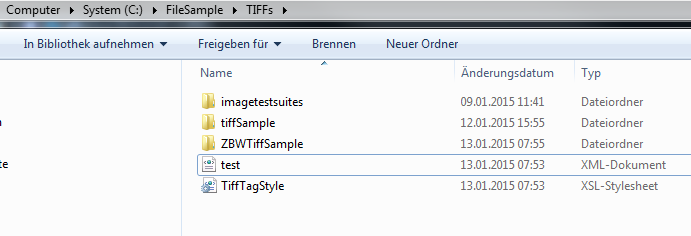 Computer ▸ System (C:) ▸ FileSample ▸ TIFFs ▸
In Bibliothek aufnehmen ▾ Freigeben für ▾ Brennen Neuer Ordner
Name Änderungsdatum Typ
imagetestsuites 09.01.2015 11:41 Dateiordner
tiffSample 12.01.2015 15:55 Dateiordner
ZBWTiffSample 13.01.2015 07:55 Dateiordner
test 13.01.2015 07:53 XML-Dokument
TiffTagStyle 13.01.2015 07:53 XSL-Stylesheet